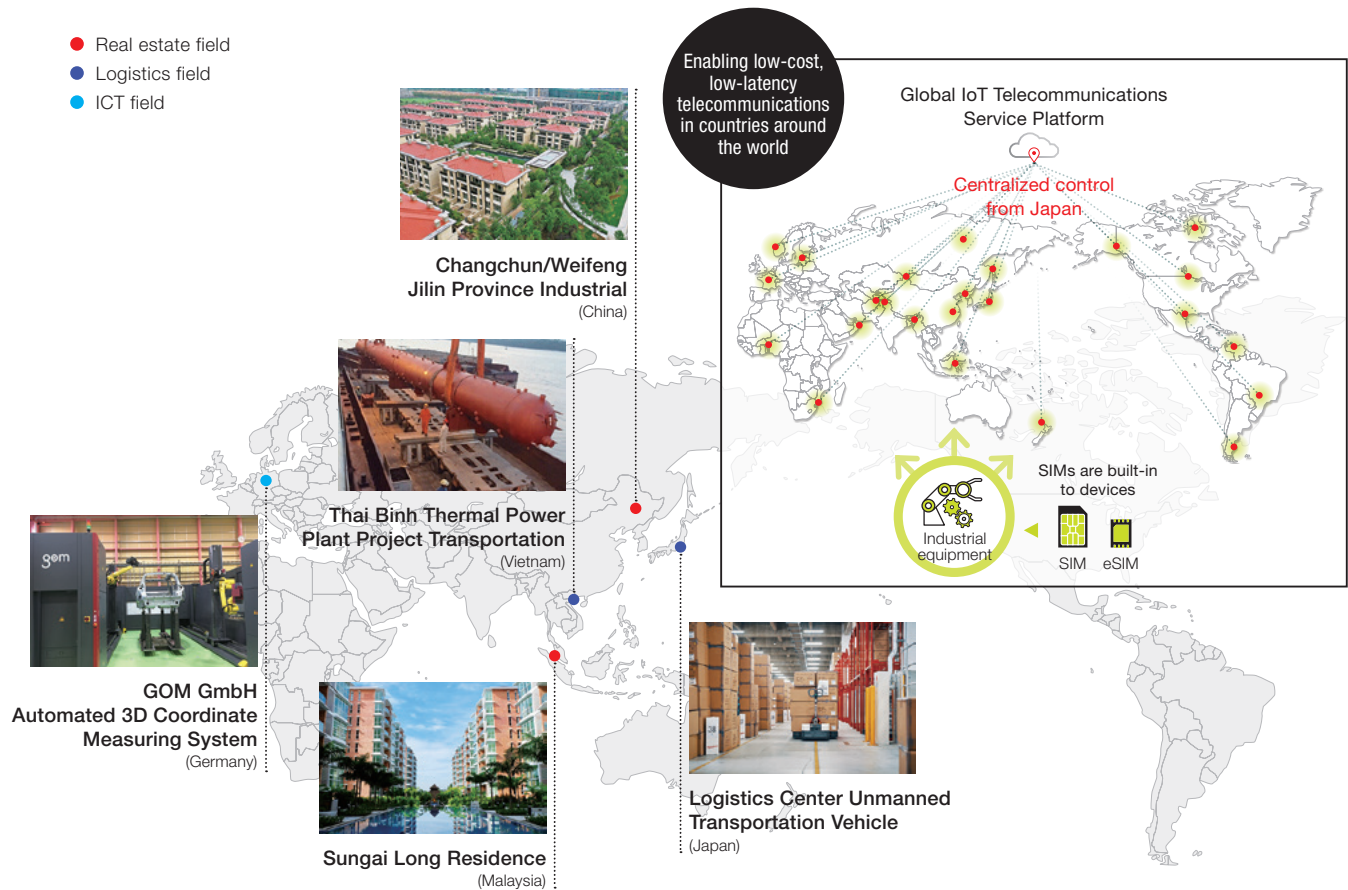 Real estate field
Logistics field
ICT field
Enabling low-cost,
low-latency
telecommunications
in countries around
the world
Global IoT Telecommunications
Service Platform
Centralized control
from Japan
Changchun/Weifeng
Jilin Province Industrial
(China)
Thai Binh Thermal Power
Plant Project Transportation
(Vietnam)
SIMs are built-in
to devices
Industrial
equipment
SIM
eSIM
gom
GOM GmbH
Automated 3D Coordinate
Measuring System
(Germany)
Sungai Long Residence
(Malaysia)
Logistics Center Unmanned
Transportation Vehicle
(Japan)